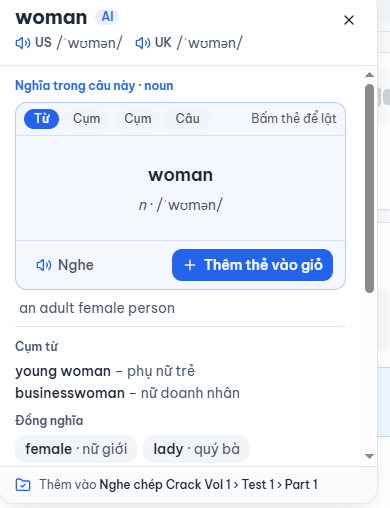 woman AI
US /ˈwʊmən/ UK /ˈwʊmən/
Nghĩa trong câu này · noun
Từ Cụm Cụm Câu Bấm thẻ để lật
woman
n · /ˈwʊmən/
Nghe + Thêm thẻ vào giỏ
an adult female person
Cụm từ
young woman – phụ nữ trẻ
businesswoman – nữ doanh nhân
Đồng nghĩa
female · nữ giới lady · quý bà
Thêm vào Nghe chép Crack Vol 1 › Test 1 › Part 1